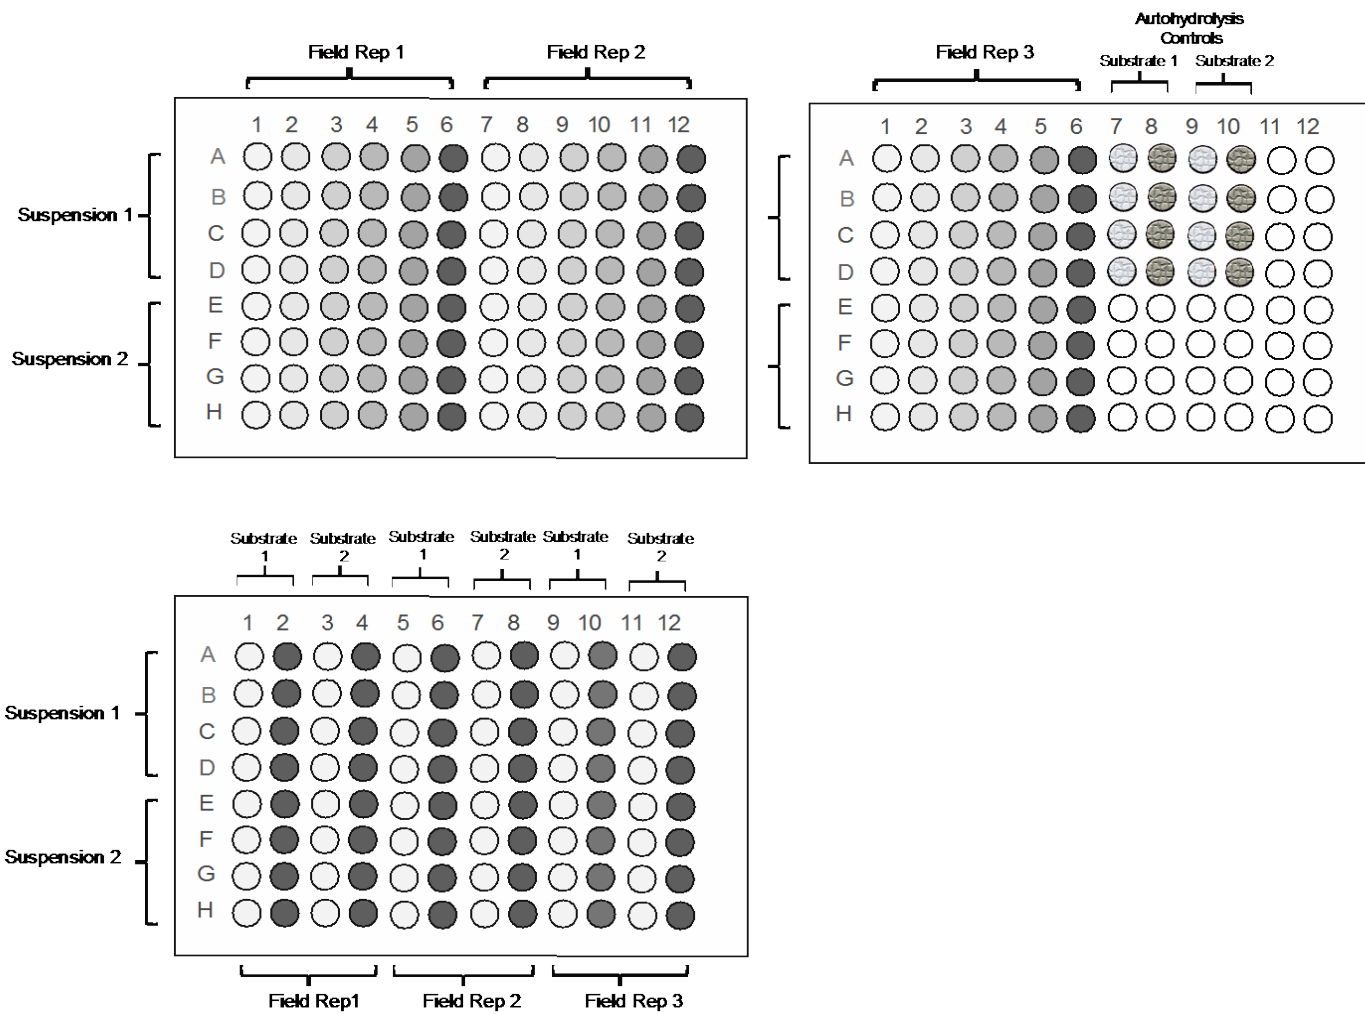 Field Rep 1
Field Rep 2
1 2 3 4 5 6 7 8 9 10 11 12
A
B
C
D
E
F
G
H
Suspension 1
Suspension 2
Autohydrolysis
Controls
Field Rep 3
Substrate 1
Substrate 2
1 2 3 4 5 6 7 8 9 10 11 12
A
B
C
D
E
F
G
H
Substrate
1
Substrate
2
Substrate
1
Substrate
2
Substrate
1
Substrate
2
1 2 3 4 5 6 7 8 9 10 11 12
A
B
C
D
E
F
G
H
Suspension 1
Suspension 2
Field Rep1
Field Rep 2
Field Rep 3